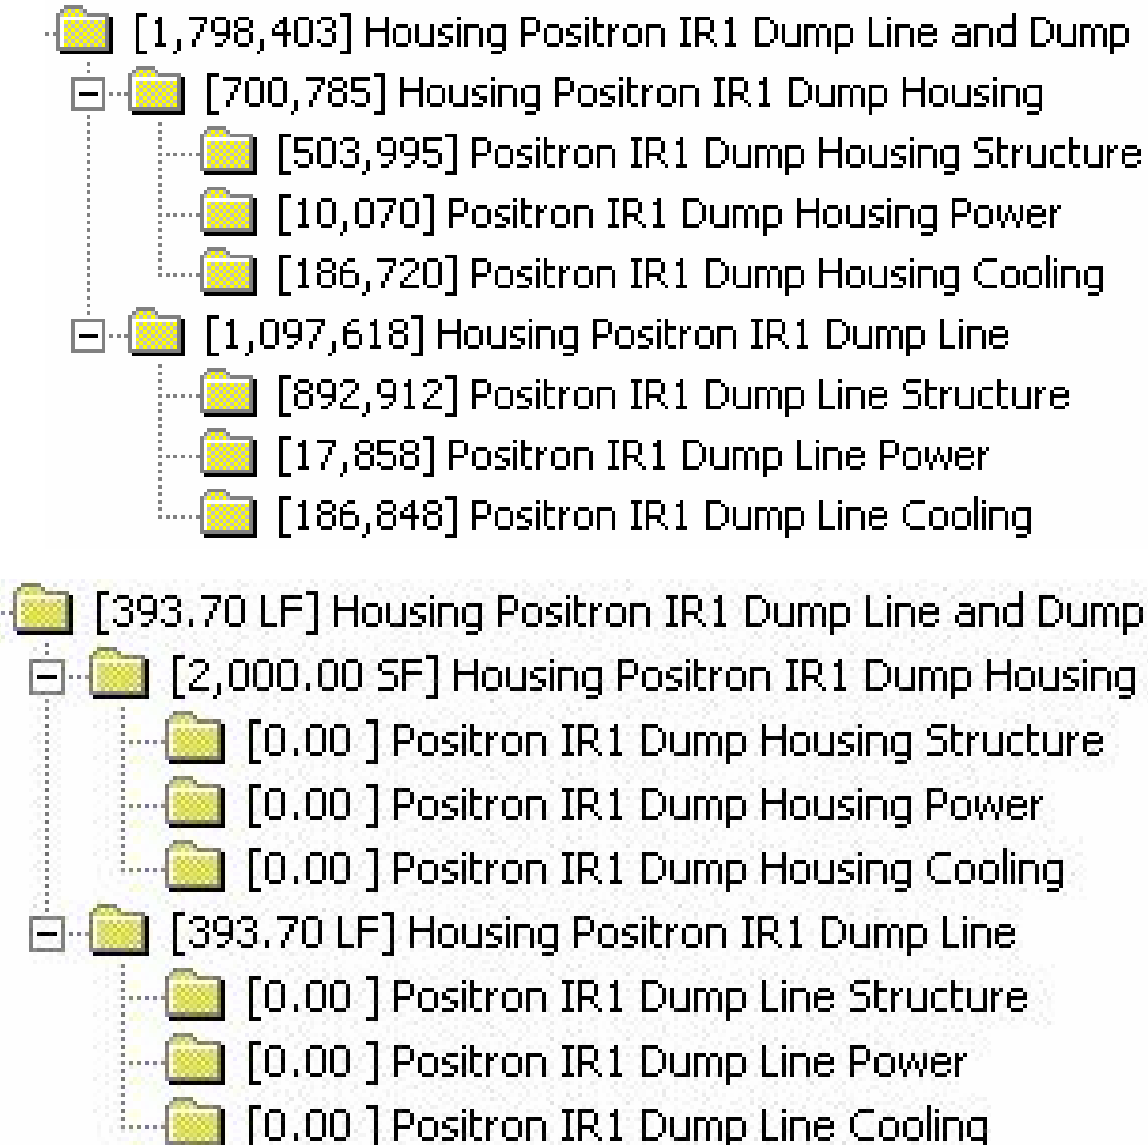 [1,798,403] Housing Positron IR1 Dump Line and Dump
[700,785] Housing Positron IR1 Dump Housing
[503,995] Positron IR1 Dump Housing Structure
[10,070] Positron IR1 Dump Housing Power
[186,720] Positron IR1 Dump Housing Cooling
[1,097,618] Housing Positron IR1 Dump Line
[892,912] Positron IR1 Dump Line Structure
[17,858] Positron IR1 Dump Line Power
[186,848] Positron IR1 Dump Line Cooling
[393.70 LF] Housing Positron IR1 Dump Line and Dump
[2,000.00 SF] Housing Positron IR1 Dump Housing
[0.00 ] Positron IR1 Dump Housing Structure
[0.00 ] Positron IR1 Dump Housing Power
[0.00 ] Positron IR1 Dump Housing Cooling
[393.70 LF] Housing Positron IR1 Dump Line
[0.00 ] Positron IR1 Dump Line Structure
[0.00 ] Positron IR1 Dump Line Power
[0.00 ] Positron IR1 Dump Line Cooling